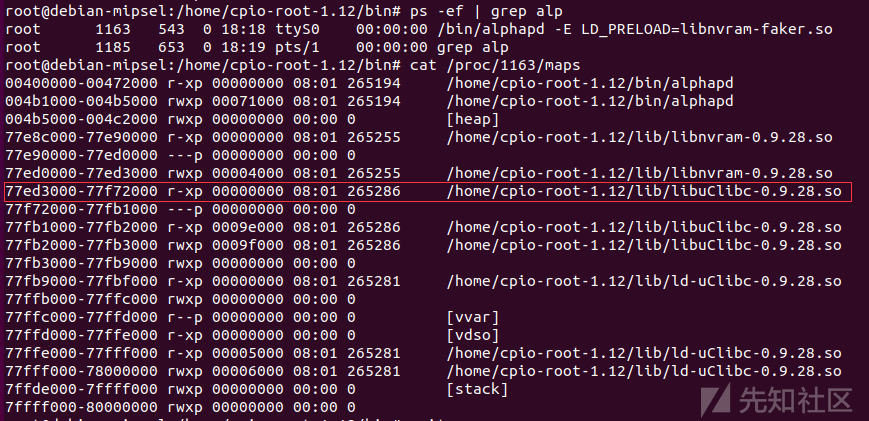 root@debian-mipsel:/home/cpio-root-1.12/bin# ps -ef | grep alp
root      1163   543  0 18:18 ttyS0    00:00:00 /bin/alphapd -E LD_PRELOAD=libnvram-faker.so
root      1185   653  0 18:19 pts/1    00:00:00 grep alp
root@debian-mipsel:/home/cpio-root-1.12/bin# cat /proc/1163/maps
00400000-00472000 r-xp 00000000 08:01 265194     /home/cpio-root-1.12/bin/alphapd
004b1000-004b5000 rwxp 00071000 08:01 265194     /home/cpio-root-1.12/bin/alphapd
004b5000-004c2000 rwxp 00000000 00:00 0          [heap]
77e8c000-77e90000 r-xp 00000000 08:01 265255     /home/cpio-root-1.12/lib/libnvram-0.9.28.so
77e90000-77ed0000 ---p 00000000 00:00 0
77ed0000-77ed3000 rwxp 00004000 08:01 265255     /home/cpio-root-1.12/lib/libnvram-0.9.28.so
77ed3000-77f72000 r-xp 00000000 08:01 265286     /home/cpio-root-1.12/lib/libuClibc-0.9.28.so
77f72000-77fb1000 ---p 00000000 00:00 0
77fb1000-77fb2000 r-xp 0009e000 08:01 265286     /home/cpio-root-1.12/lib/libuClibc-0.9.28.so
77fb2000-77fb3000 rwxp 0009f000 08:01 265286     /home/cpio-root-1.12/lib/libuClibc-0.9.28.so
77fb3000-77fb9000 rwxp 00000000 00:00 0
77fb9000-77fbf000 r-xp 00000000 08:01 265281     /home/cpio-root-1.12/lib/ld-uClibc-0.9.28.so
77ffb000-77ffc000 rwxp 00000000 00:00 0
77ffc000-77ffd000 r--p 00000000 00:00 0          [vvar]
77ffd000-77ffe000 r-xp 00000000 00:00 0          [vdso]
77ffe000-77fff000 r-xp 00005000 08:01 265281     /home/cpio-root-1.12/lib/ld-uClibc-0.9.28.so
77fff000-78000000 rwxp 00006000 08:01 265281     /home/cpio-root-1.12/lib/ld-uClibc-0.9.28.so
7ffde000-7ffff000 rwxp 00000000 00:00 0          [stack]
7ffff000-80000000 rwxp 00000000 00:00 0
先知社区